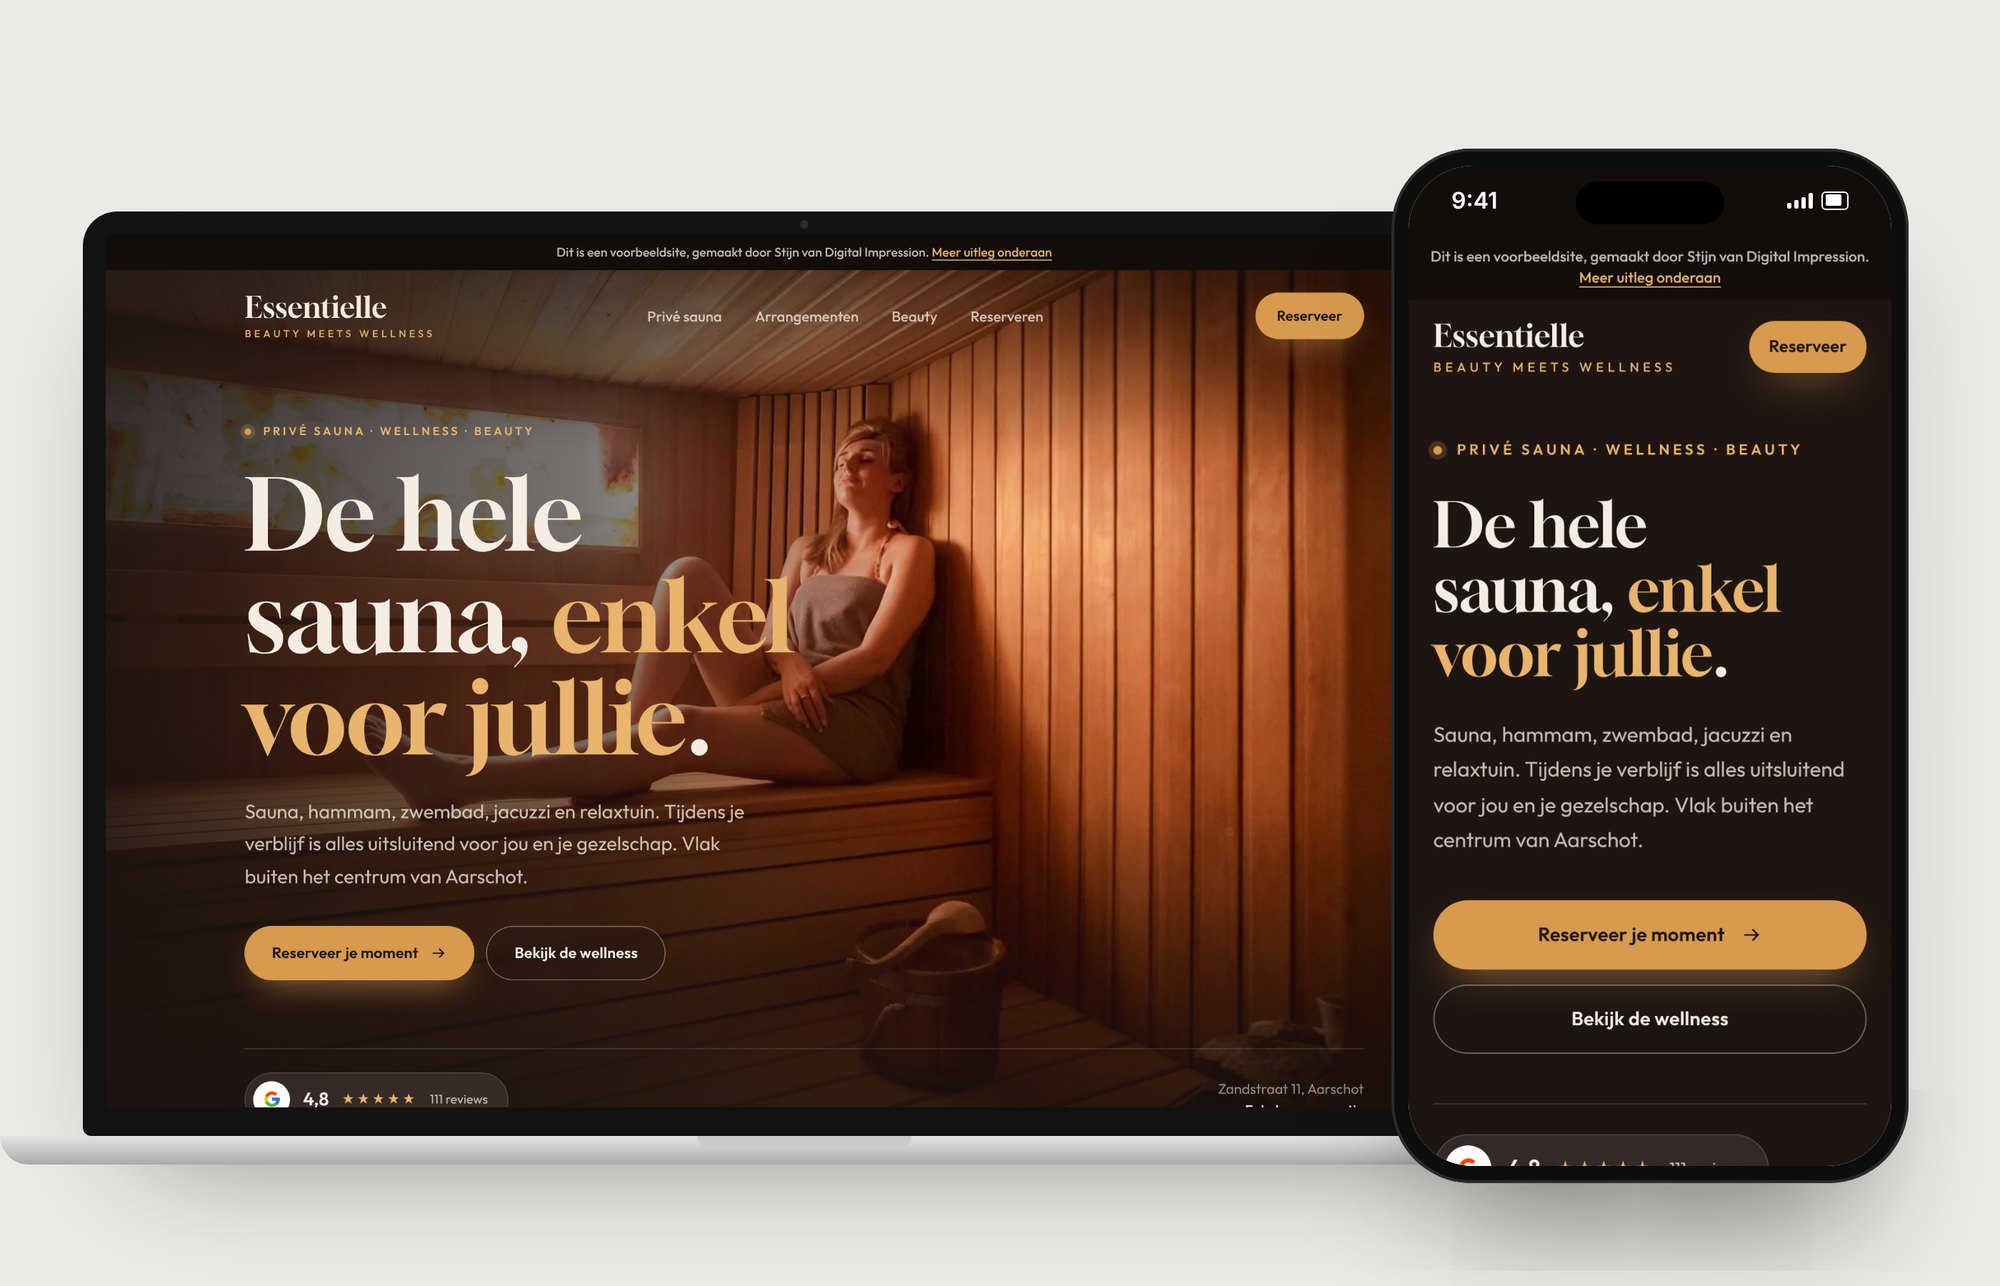 Dit is een voorbeeldsite, gemaakt door Stijn van Digital Impression. Meer uitleg onderaan
Essentielle
BEAUTY MEETS WELLNESS
Privé sauna
Arrangementen
Beauty
Reserveren
Reserveer
PRIVÉ SAUNA · WELLNESS · BEAUTY
De hele
sauna, enkel
voor jullie.
Sauna, hammam, zwembad, jacuzzi en relaxtuin. Tijdens je
verblijf is alles uitsluitend voor jou en je gezelschap. Vlak
buiten het centrum van Aarschot.
Reserveer je moment →
Bekijk de wellness
G 4,8 ★★★★★ 111 reviews
Zandstraat 11, Aarschot
9:41
Dit is een voorbeeldsite, gemaakt door Stijn van Digital Impression.
Meer uitleg onderaan
Essentielle
BEAUTY MEETS WELLNESS
Reserveer
PRIVÉ SAUNA · WELLNESS · BEAUTY
De hele
sauna, enkel
voor jullie.
Sauna, hammam, zwembad, jacuzzi en
relaxtuin. Tijdens je verblijf is alles uitsluitend
voor jou en je gezelschap. Vlak buiten het
centrum van Aarschot.
Reserveer je moment →
Bekijk de wellness